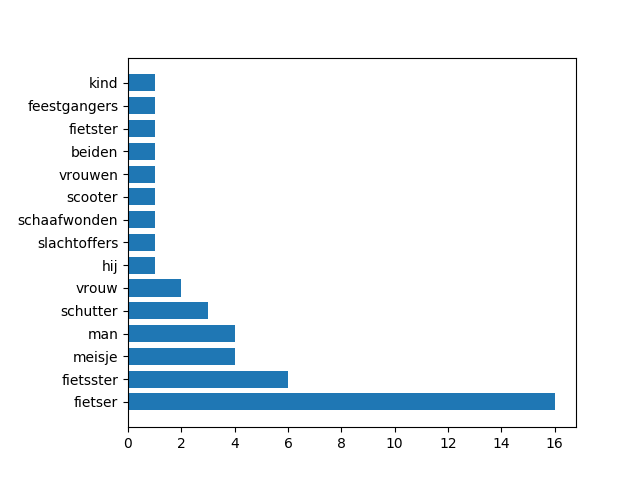 kind
feestgangers
fietster
beiden
vrouwen
scooter
schaafwonden
slachtoffers
hij
vrouw
schutter
man
meisje
fietsster
fietser
0 2 4 6 8 10 12 14 16